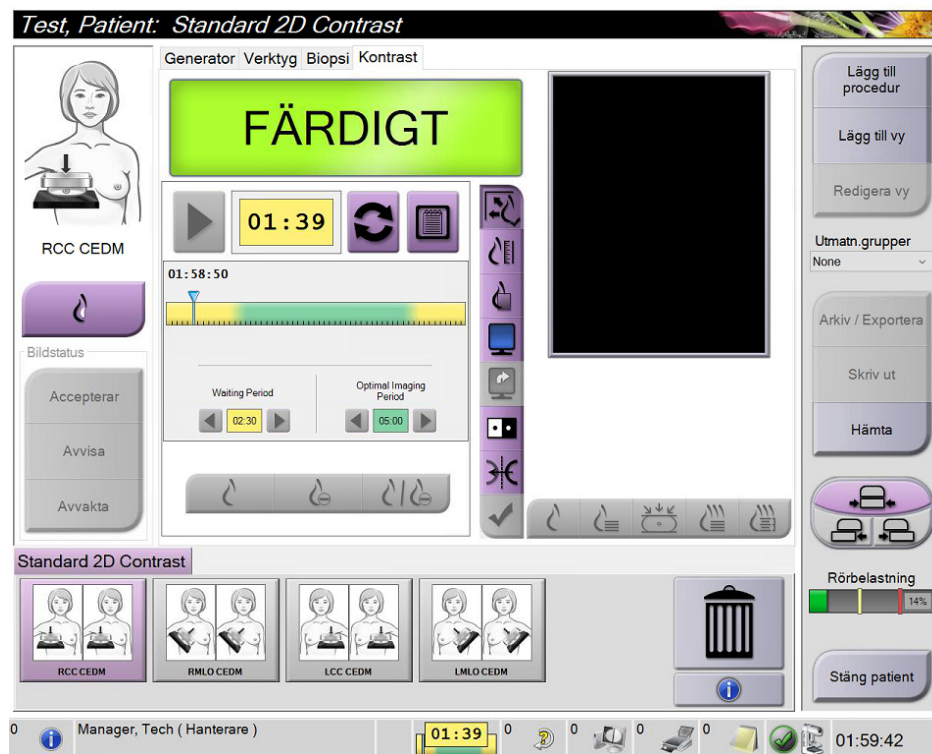 Test, Patient: Standard 2D Contrast
Generator Verktyg Biopsi Kontrast
FÄRDIGT
RCC CEDM
01:39
01:58:50
Waiting Period
Optimal Imaging
Period
02:30
05:00
Bildstatus
Accepterar
Avvisa
Avvakta
Lägg till
procedur
Lägg till vy
Redigera vy
Utmatn.grupper
None
Arkiv / Exportera
Skriv ut
Hämta
Rörbelastning
14%
Stäng patient
Standard 2D Contrast
RCC CEDM
RMLO CEDM
LCC CEDM
LMLO CEDM
0
Manager, Tech ( Hanterare )
01:39
0
0
0
0
01:59:42